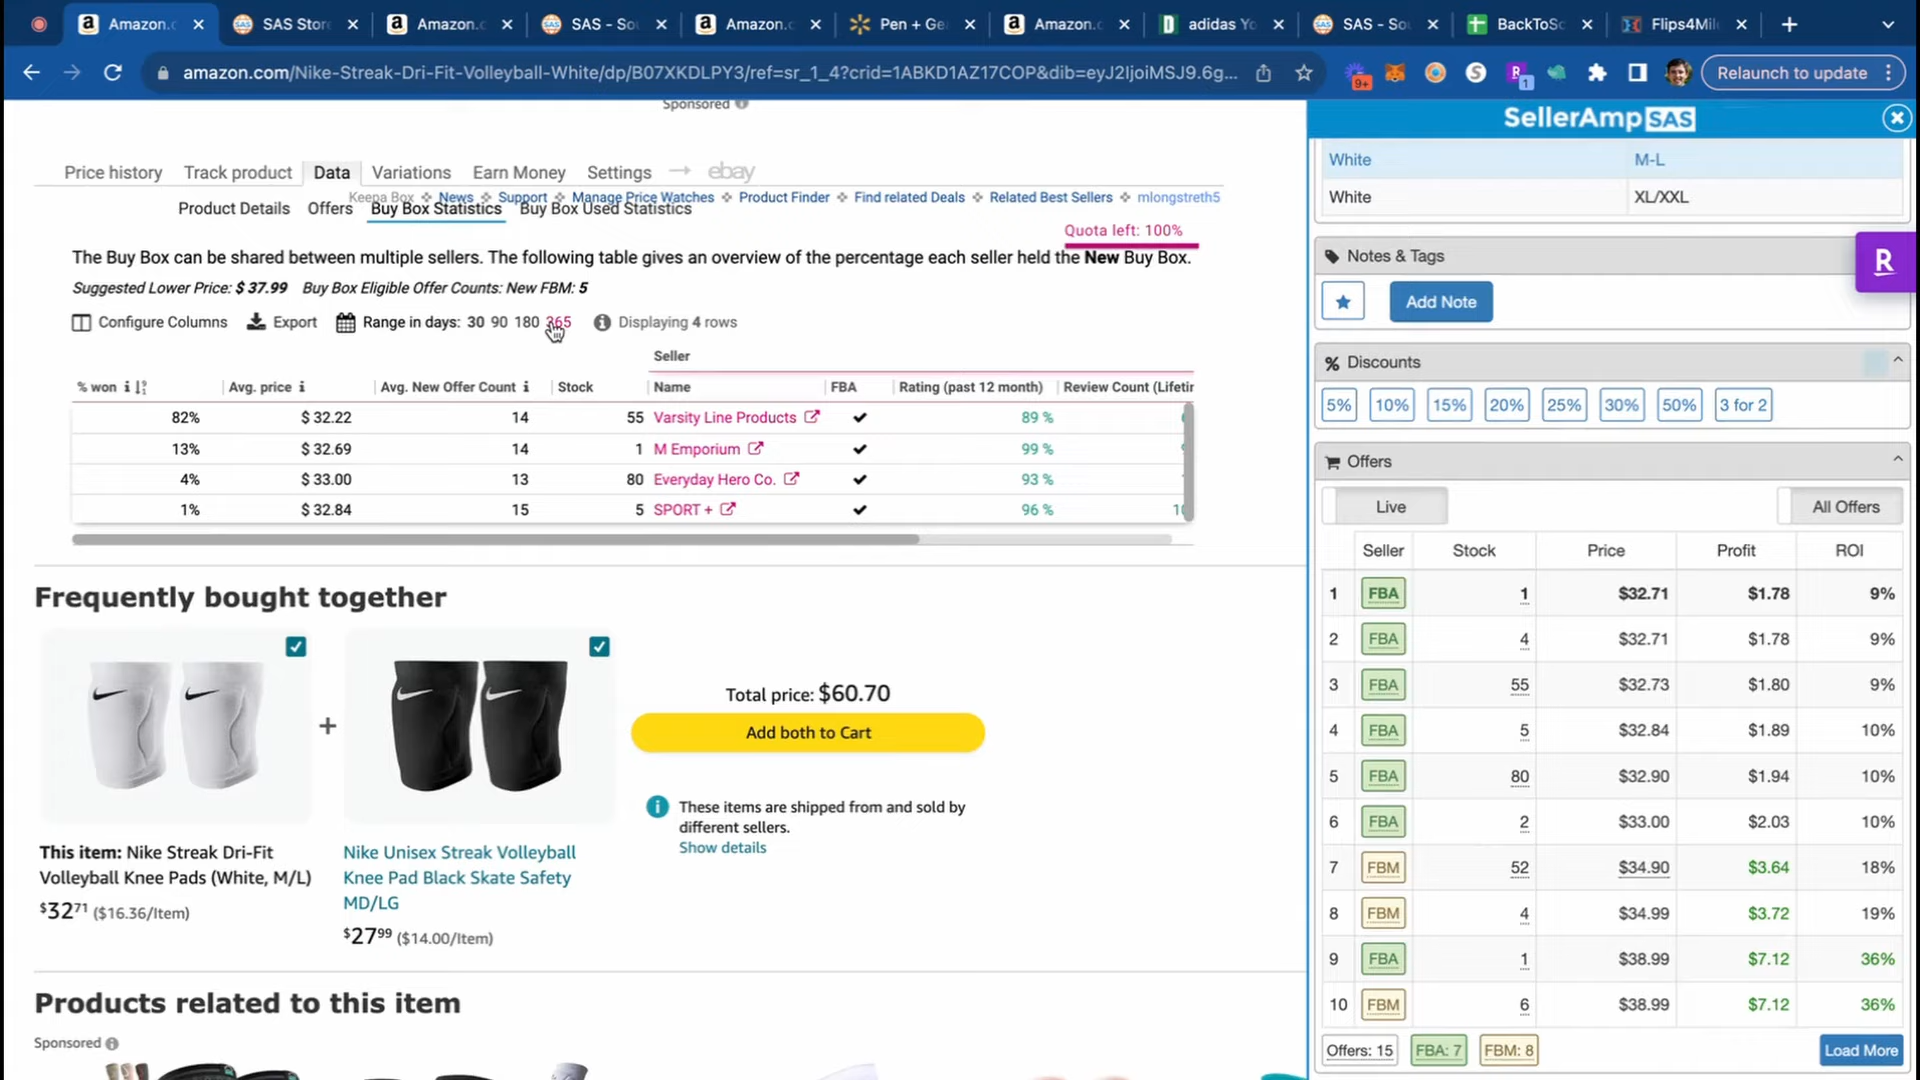 Amazon.c
SAS Store
Amazon.c
SAS - Sou
Amazon.c
Pen + Ge
Amazon.c
adidas Yo
SAS - Sou
BackToSc
Flips4Mil
amazon.com/Nike-Streak-Dri-Fit-Volleyball-White/dp/B07XKDLPY3/ref=sr_1_4?crid=1ABKD1AZ17COP&dib=eyJ2IjoiMSJ9.6g...
9+
1
Relaunch to update
Sponsored
Price history Track product Data Variations Earn Money Settings ebay
Keepa Box News Support Manage Price Watches Product Finder Find related Deals Related Best Sellers mlongstreth5
Product Details Offers Buy Box Statistics Buy Box Used Statistics
Quota left: 100%
The Buy Box can be shared between multiple sellers. The following table gives an overview of the percentage each seller held the New Buy Box.
Suggested Lower Price: $ 37.99 Buy Box Eligible Offer Counts: New FBM: 5
Configure Columns Export Range in days: 30 90 180 365 Displaying 4 rows
Seller
% won Avg. price Avg. New Offer Count Stock Name FBA Rating (past 12 month) Review Count (Lifetir
82% $ 32.22 14 55 Varsity Line Products 89 %
13% $ 32.69 14 1 M Emporium 99 %
4% $ 33.00 13 80 Everyday Hero Co. 93 %
1% $ 32.84 15 5 SPORT + 96 %
Frequently bought together
Total price: $60.70
Add both to Cart
These items are shipped from and sold by
different sellers.
Show details
This item: Nike Streak Dri-Fit
Volleyball Knee Pads (White, M/L)
$32⁷¹ ($16.36/Item)
Nike Unisex Streak Volleyball
Knee Pad Black Skate Safety
MD/LG
$27⁹⁹ ($14.00/Item)
Products related to this item
Sponsored
SellerAmp SAS
White M-L
White XL/XXL
Notes & Tags
Add Note
R
Discounts
5% 10% 15% 20% 25% 30% 50% 3 for 2
Offers
Live All Offers
Seller Stock Price Profit ROI
1 FBA 1 $32.71 $1.78 9%
2 FBA 4 $32.71 $1.78 9%
3 FBA 55 $32.73 $1.80 9%
4 FBA 5 $32.84 $1.89 10%
5 FBA 80 $32.90 $1.94 10%
6 FBA 2 $33.00 $2.03 10%
7 FBM 52 $34.90 $3.64 18%
8 FBM 4 $34.99 $3.72 19%
9 FBA 1 $38.99 $7.12 36%
10 FBM 6 $38.99 $7.12 36%
Offers: 15 FBA: 7 FBM: 8 Load More